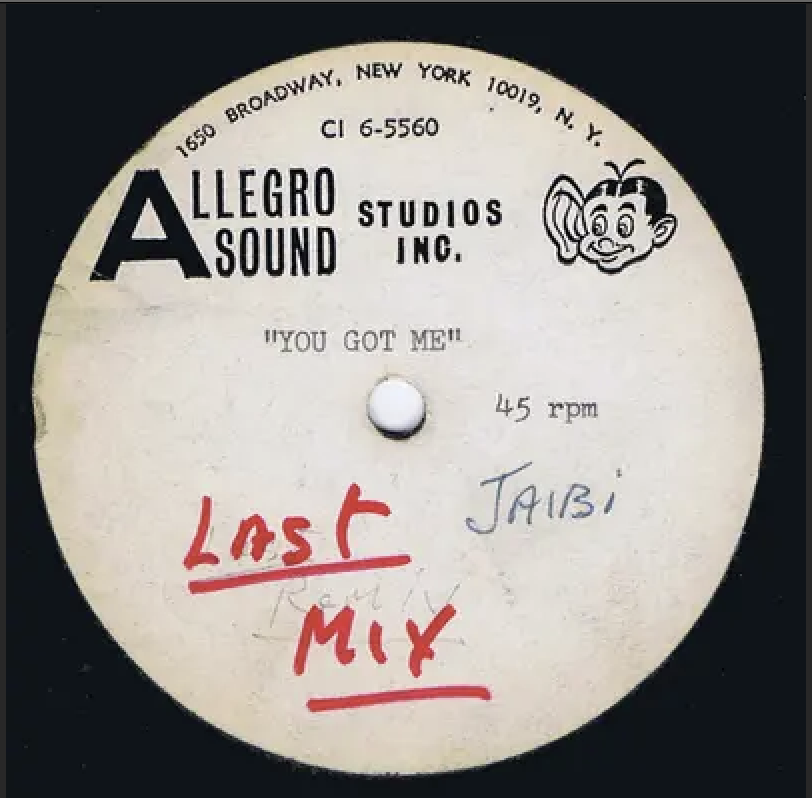 1650 BROADWAY, NEW YORK 10019, N. Y.
CI 6-5560
ALLEGRO SOUND STUDIOS INC.
"YOU GOT ME"
45 rpm
JAIBi
LAST
Remix
MIX